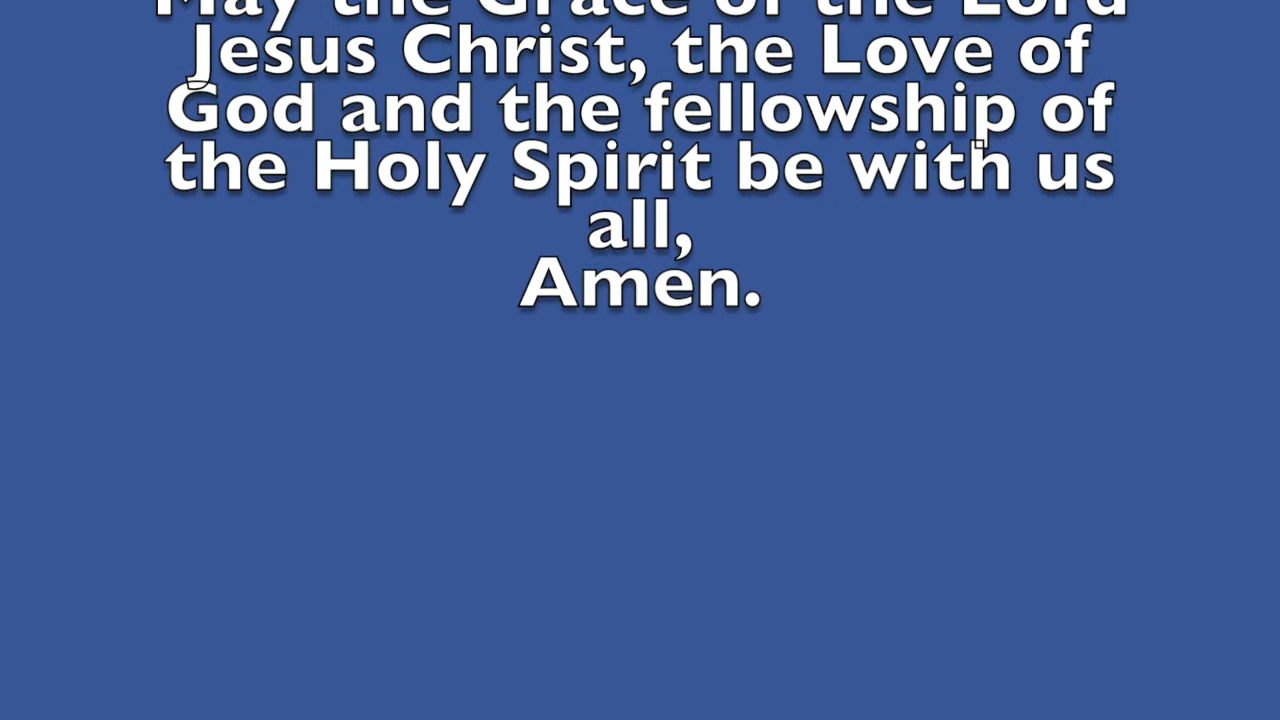 May the Grace of the Lord
Jesus Christ, the Love of
God and the fellowship of
the Holy Spirit be with us
all,
Amen.